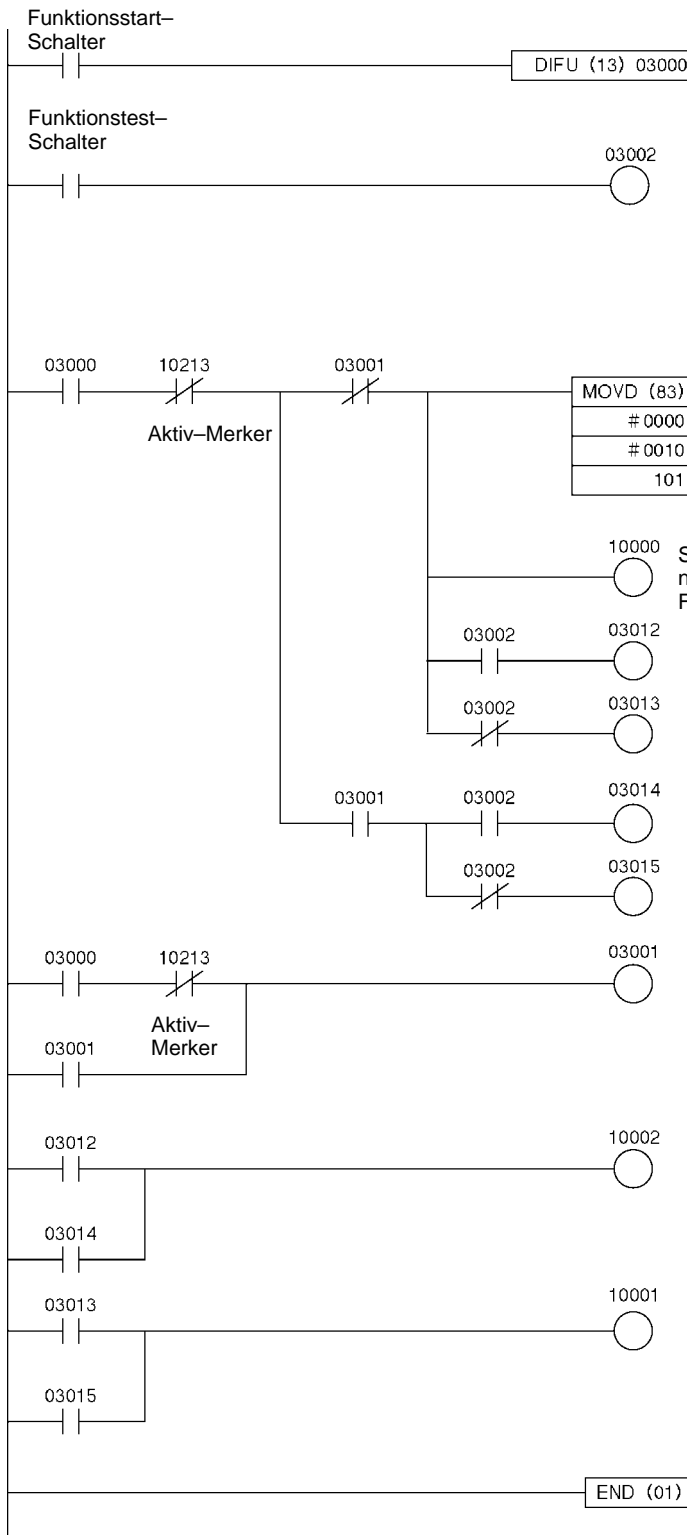 Funktionsstart–
Schalter
DIFU (13) 03000
Funktionstest–
Schalter
03002
03000 10213 03001
MOVD (83)
Aktiv–Merker
#0000
#0010
101
10000
S
n
F
03002 03012
03002 03013
03001 03002 03014
03002 03015
03000 10213 03001
Aktiv–
Merker
03001
03012 10002
03014
03013 10001
03015
END (01)